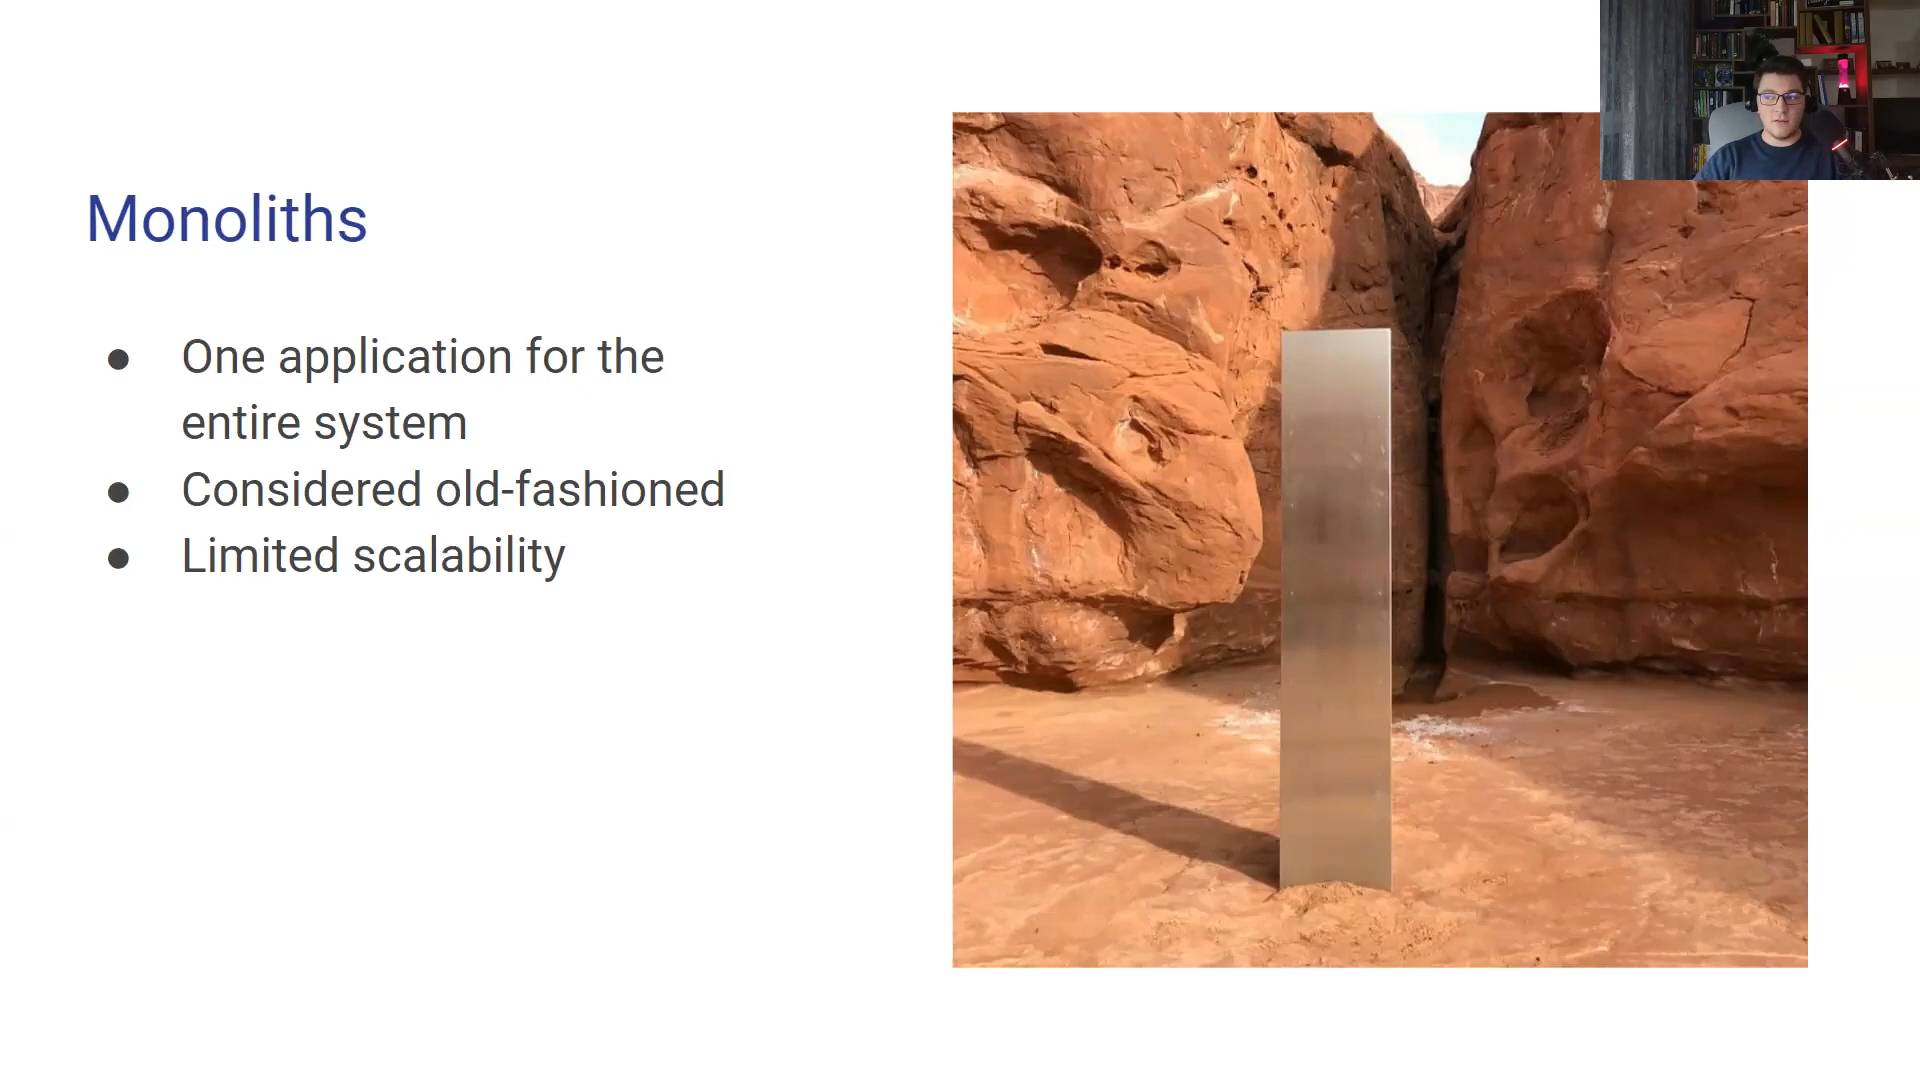 Monoliths
● One application for the
entire system
● Considered old-fashioned
● Limited scalability